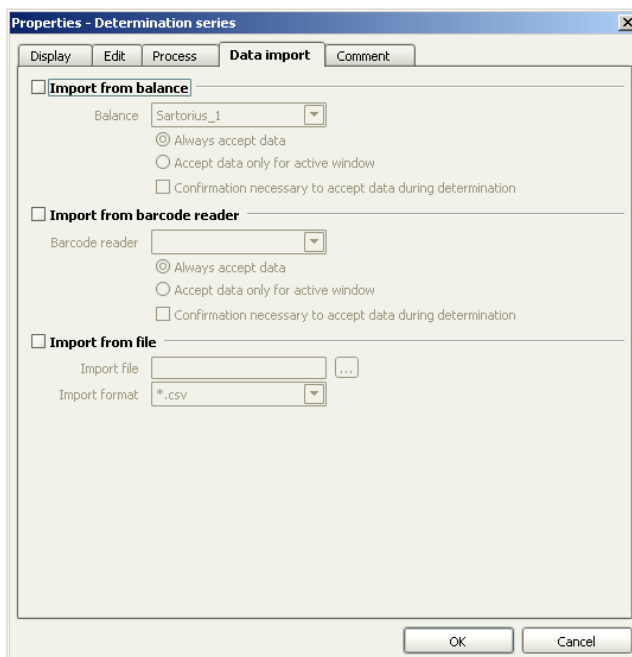 Properties - Determination series
Display Edit Process Data import Comment
Import from balance
Balance Sartorius_1
Always accept data
Accept data only for active window
Confirmation necessary to accept data during determination
Import from barcode reader
Barcode reader
Always accept data
Accept data only for active window
Confirmation necessary to accept data during determination
Import from file
Import file ...
Import format *.csv
OK Cancel